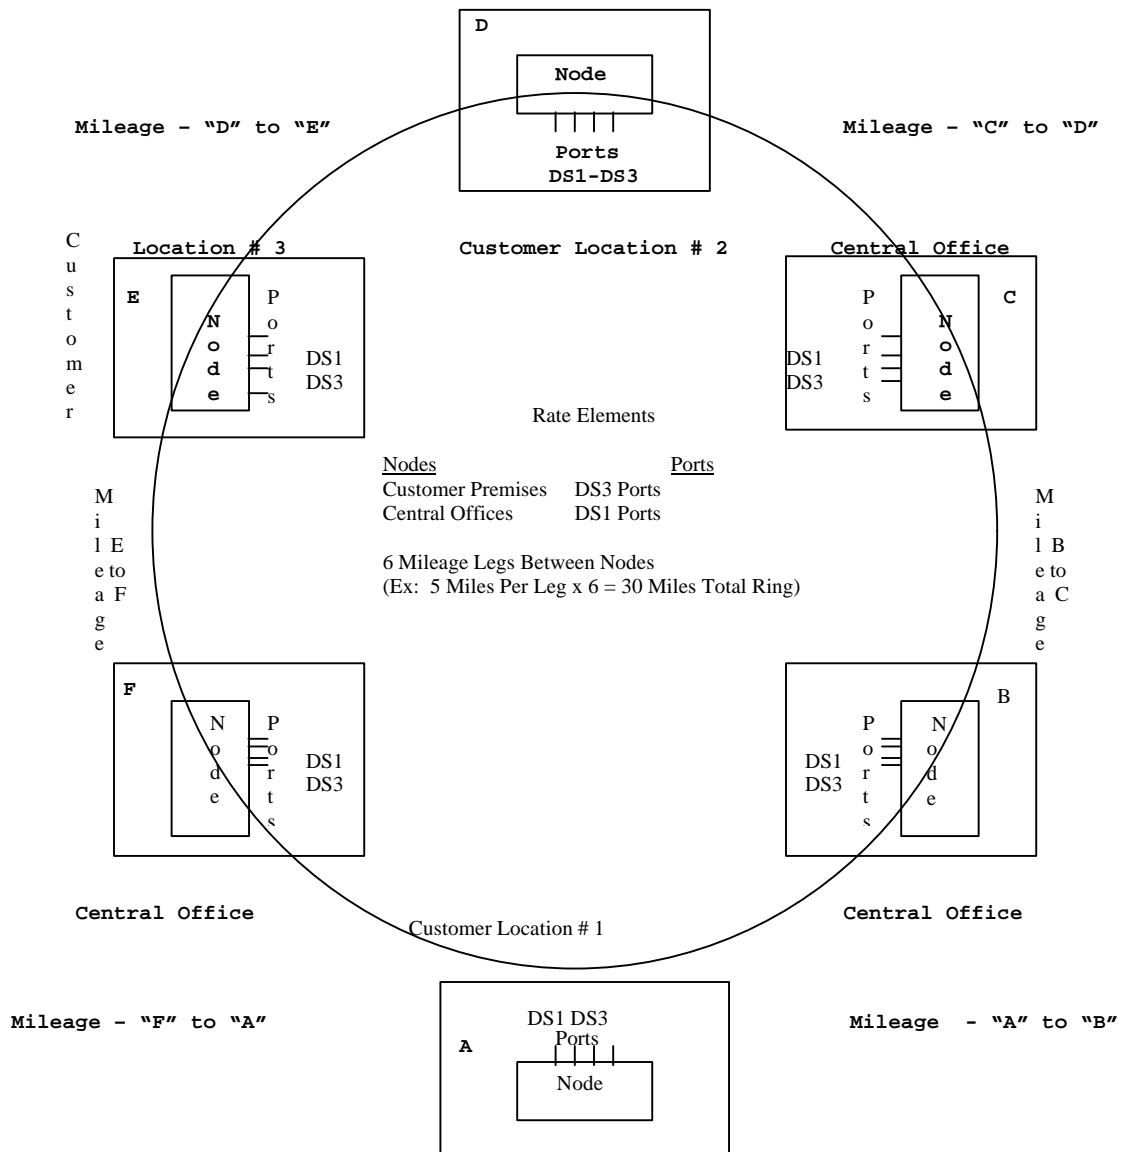 D
Node
Mileage – “D” to “E”
Mileage – “C” to “D”
Ports
DS1-DS3
Customer
Location # 3
Customer Location # 2
Central Office
E
Node
Ports
DS1
DS3
Ports
DS1
DS3
Node
C
Rate Elements
Nodes Ports
Customer Premises DS3 Ports
Central Offices DS1 Ports
6 Mileage Legs Between Nodes
(Ex: 5 Miles Per Leg x 6 = 30 Miles Total Ring)
Mileage
E
to
F
Mileage
B
to
C
F
Node
Ports
DS1
DS3
Ports
DS1
DS3
Node
B
Central Office
Customer Location # 1
Central Office
Mileage – “F” to “A”
Mileage - “A” to “B”
DS1 DS3
Ports
A
Node